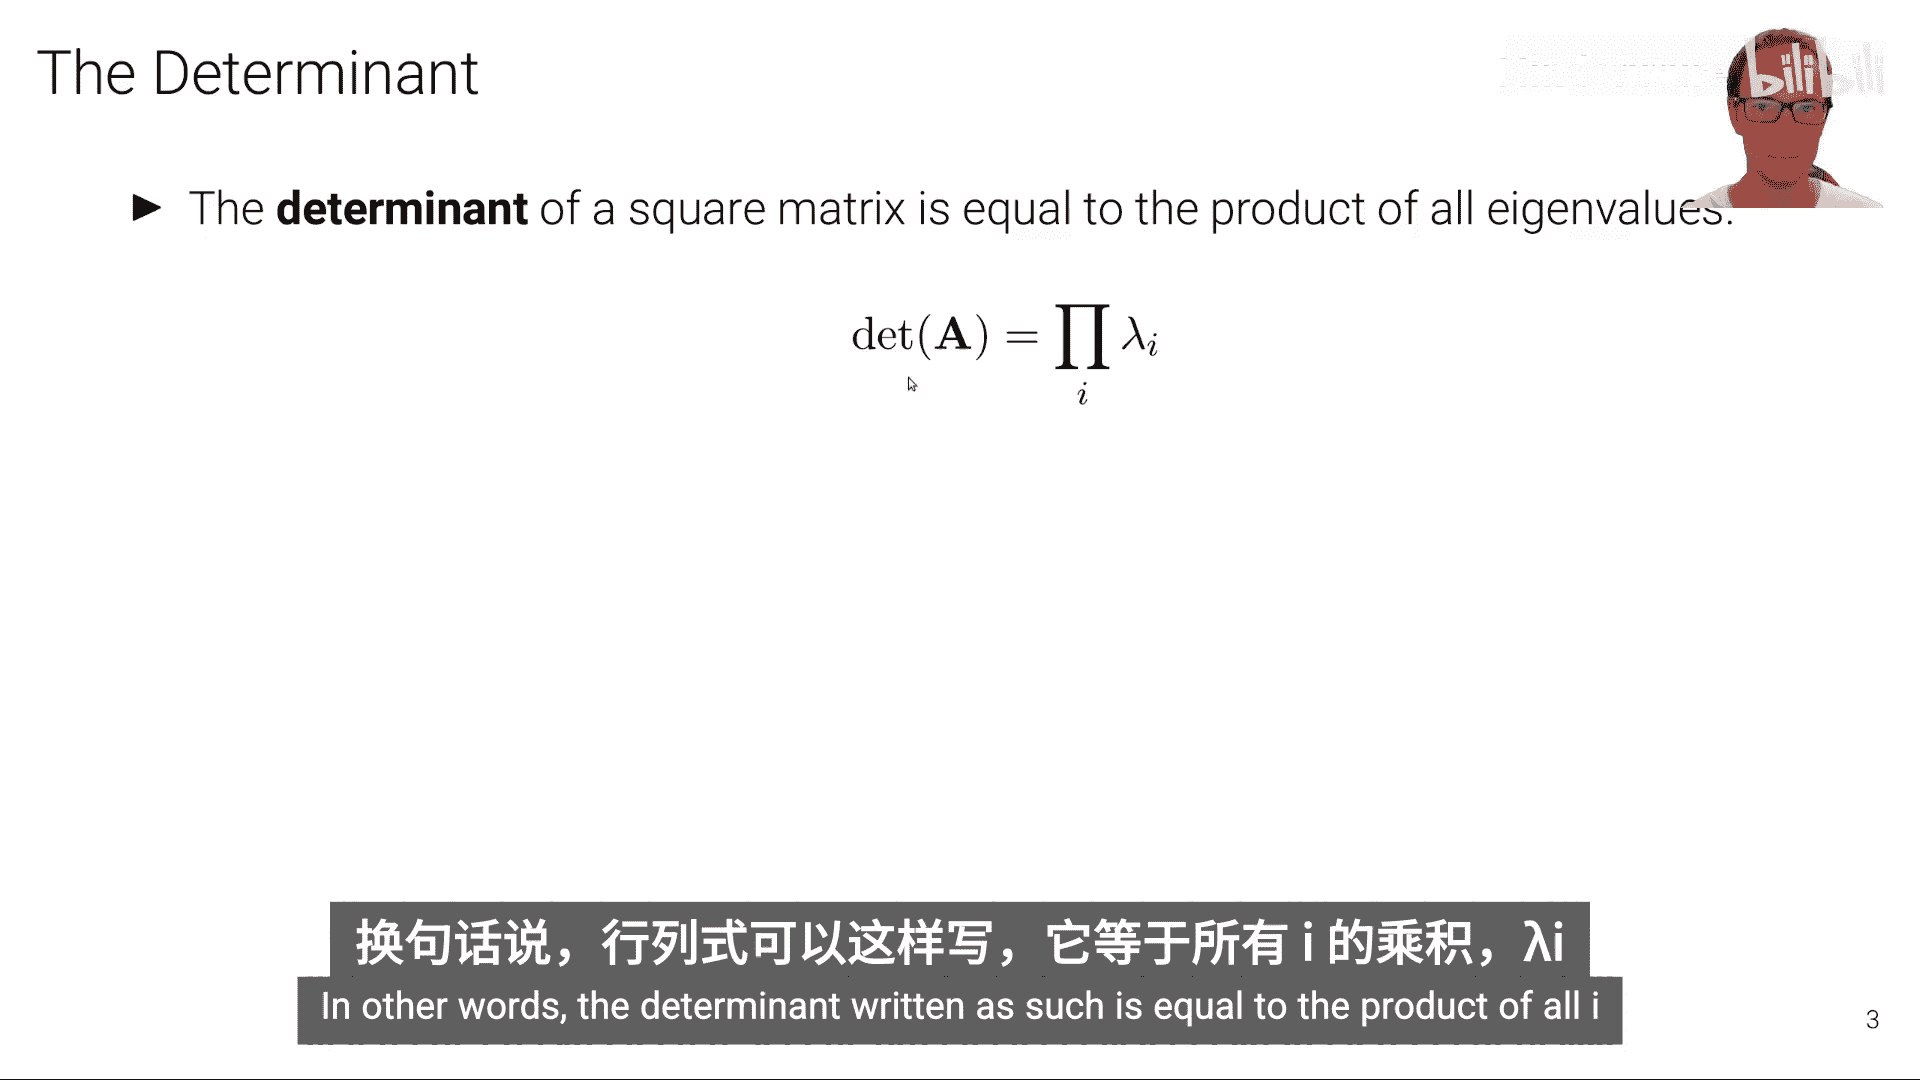 The Determinant
bilibili
► The determinant of a square matrix is equal to the product of all eigenvalues.
det(A) = ∏ λᵢ
i
换句话说，行列式可以这样写，它等于所有 i 的乘积，λi
In other words, the determinant written as such is equal to the product of all i
3